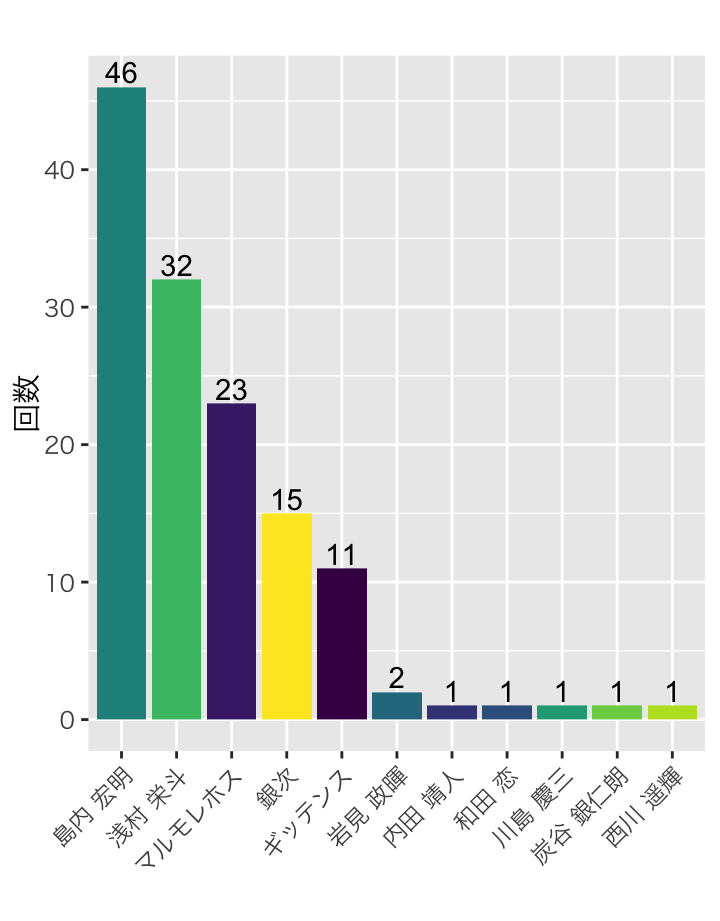 46
32
23
15
11
2
1
1
1
1
1
40
30
20
10
0
回数
島内 宏明
浅村 栄斗
マルモレホス
銀次
ギッテンス
岩見 政暉
内田 靖人
和田 恋
川島 慶三
炭谷 銀仁朗
西川 遥輝